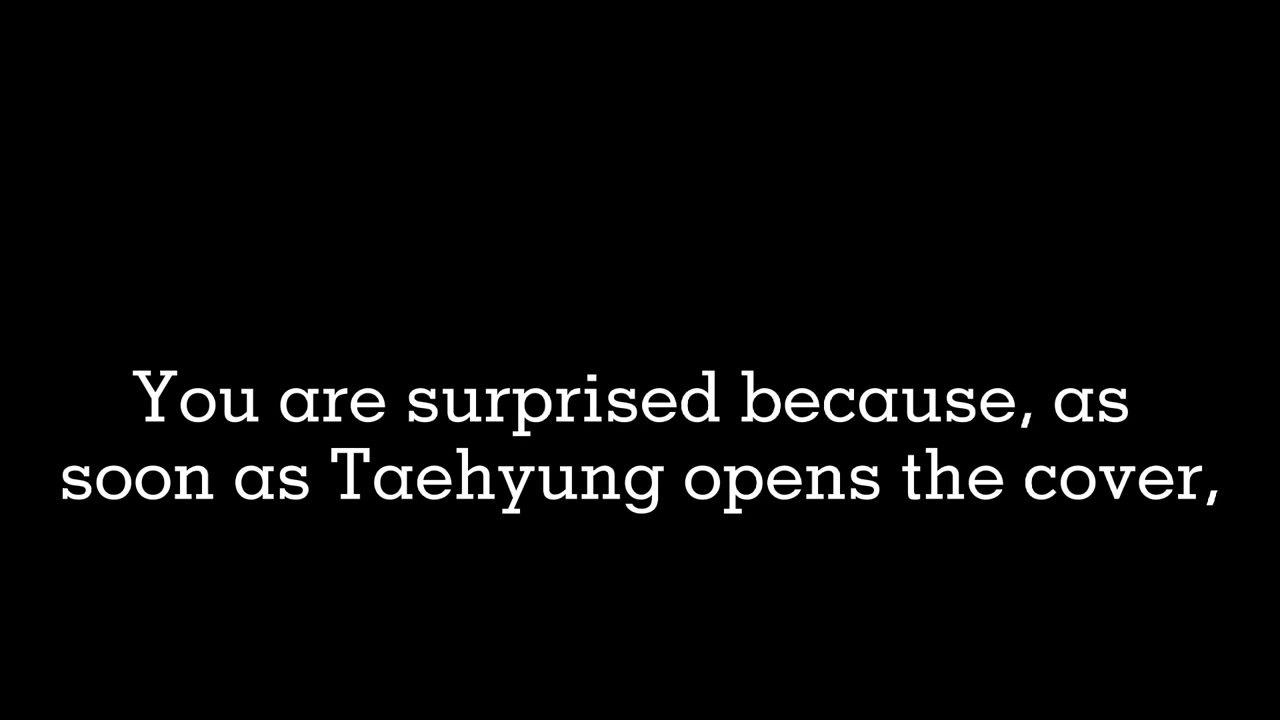 You are surprised because, as
soon as Taehyung opens the cover,